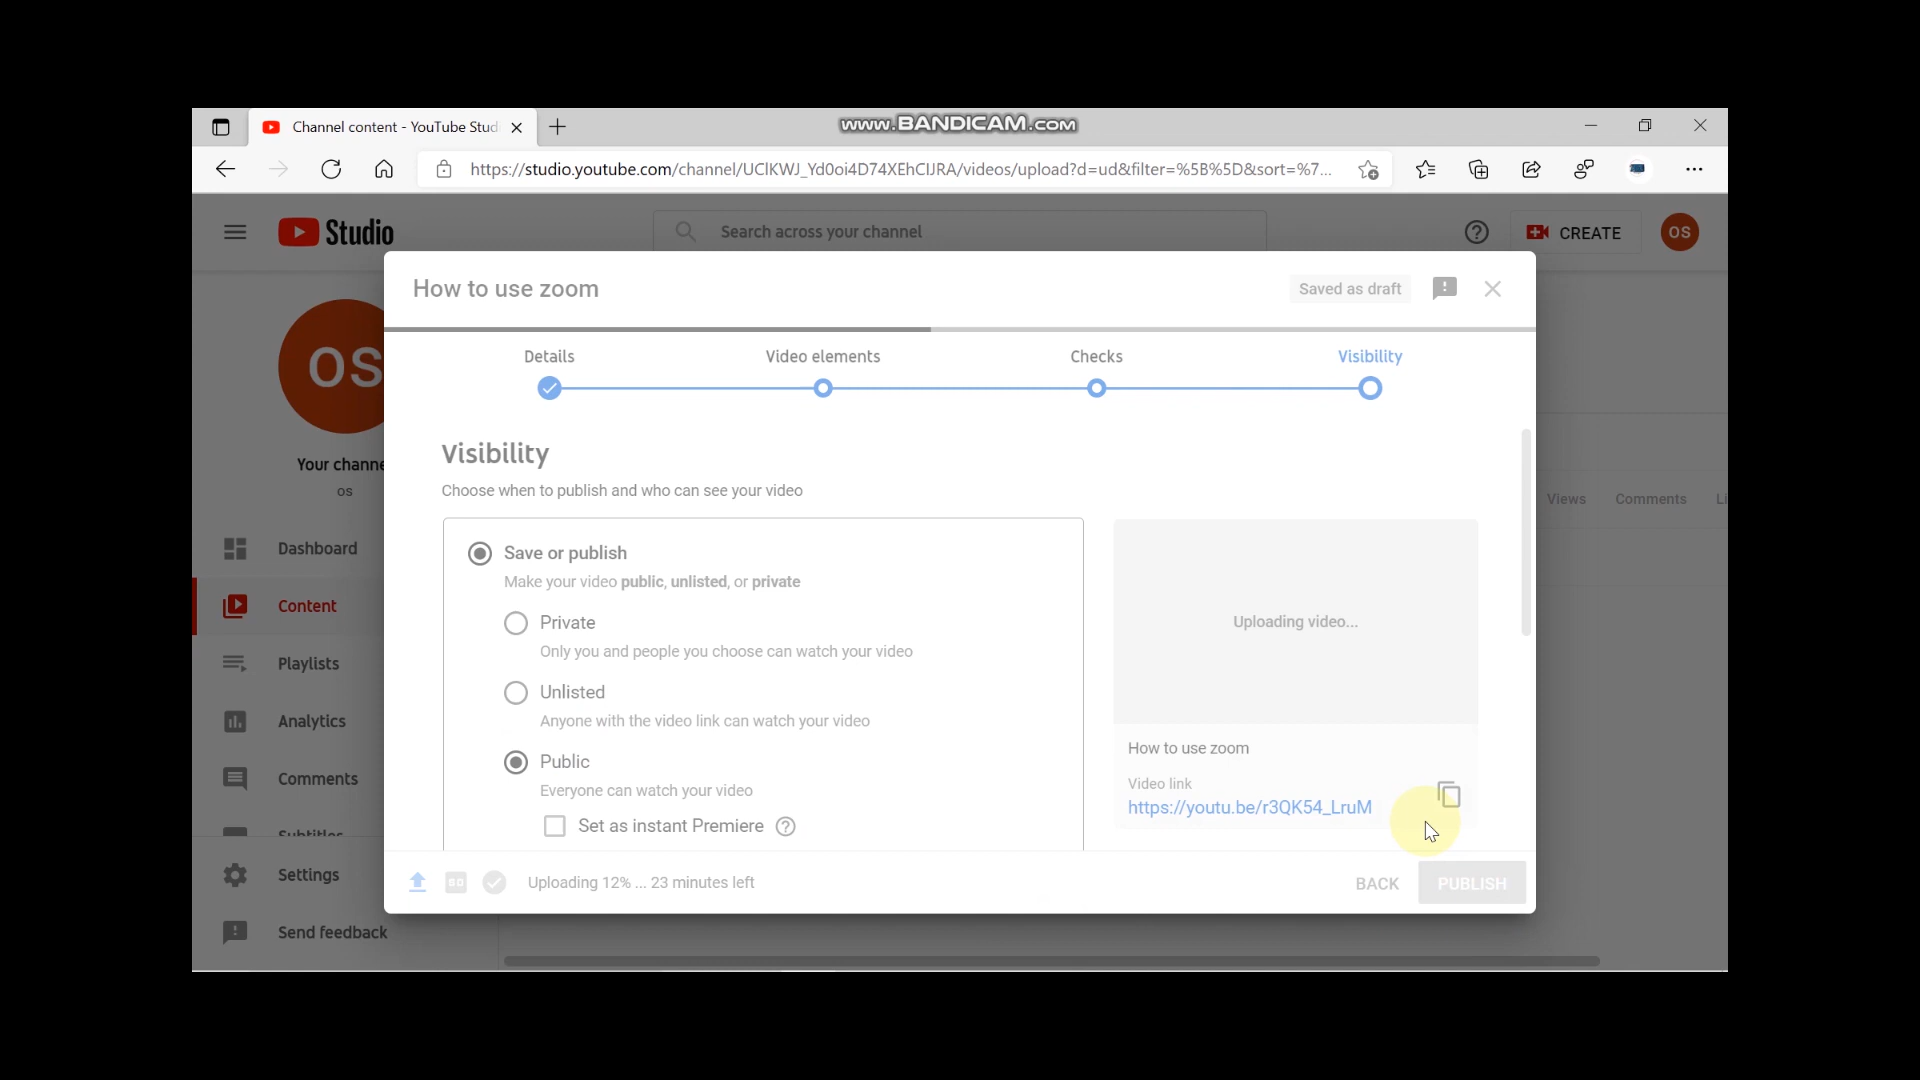 Channel content - YouTube Stud
www.BANDICAM.com
https://studio.youtube.com/channel/UCIKWJ_Yd0oi4D74XEhCIJRA/videos/upload?d=ud&filter=%5B%5D&sort=%7...
Studio
Search across your channel
CREATE
OS
How to use zoom
Saved as draft
OS
Details
Video elements
Checks
Visibility
Visibility
Your channe
os
Choose when to publish and who can see your video
Views
Comments
Li
Save or publish
Make your video public, unlisted, or private
Dashboard
Content
Private
Uploading video...
Only you and people you choose can watch your video
Playlists
Unlisted
Anyone with the video link can watch your video
Analytics
Public
How to use zoom
Comments
Everyone can watch your video
Video link
https://youtu.be/r3QK54_LruM
Set as instant Premiere
Subtitles
Settings
Uploading 12% ... 23 minutes left
BACK
PUBLISH
Send feedback